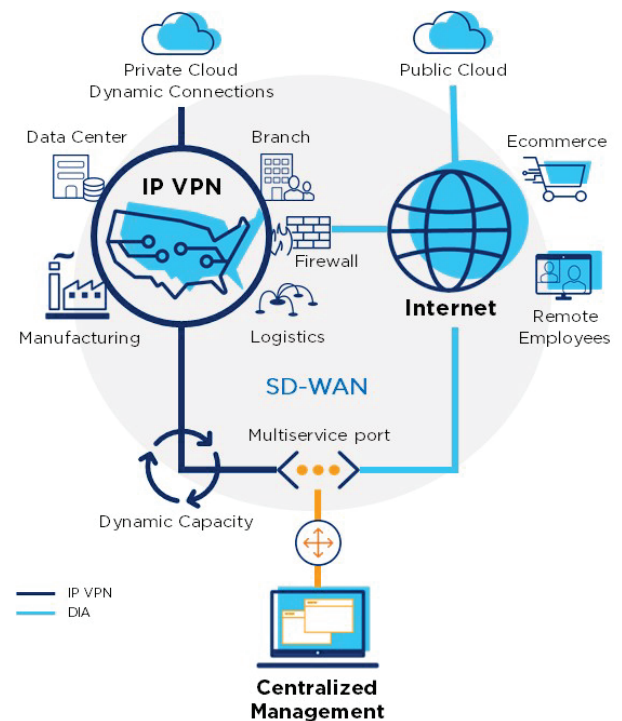 Private Cloud
Dynamic Connections
Public Cloud
Data Center
Branch
Ecommerce
IP VPN
Firewall
Internet
Manufacturing
Logistics
Remote
Employees
SD-WAN
Multiservice port
Dynamic Capacity
IP VPN
DIA
Centralized
Management